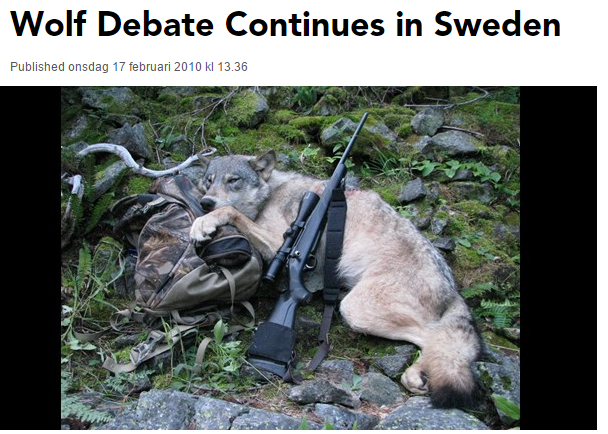 Wolf Debate Continues in Sweden
Published onsdag 17 februari 2010 kl 13.36